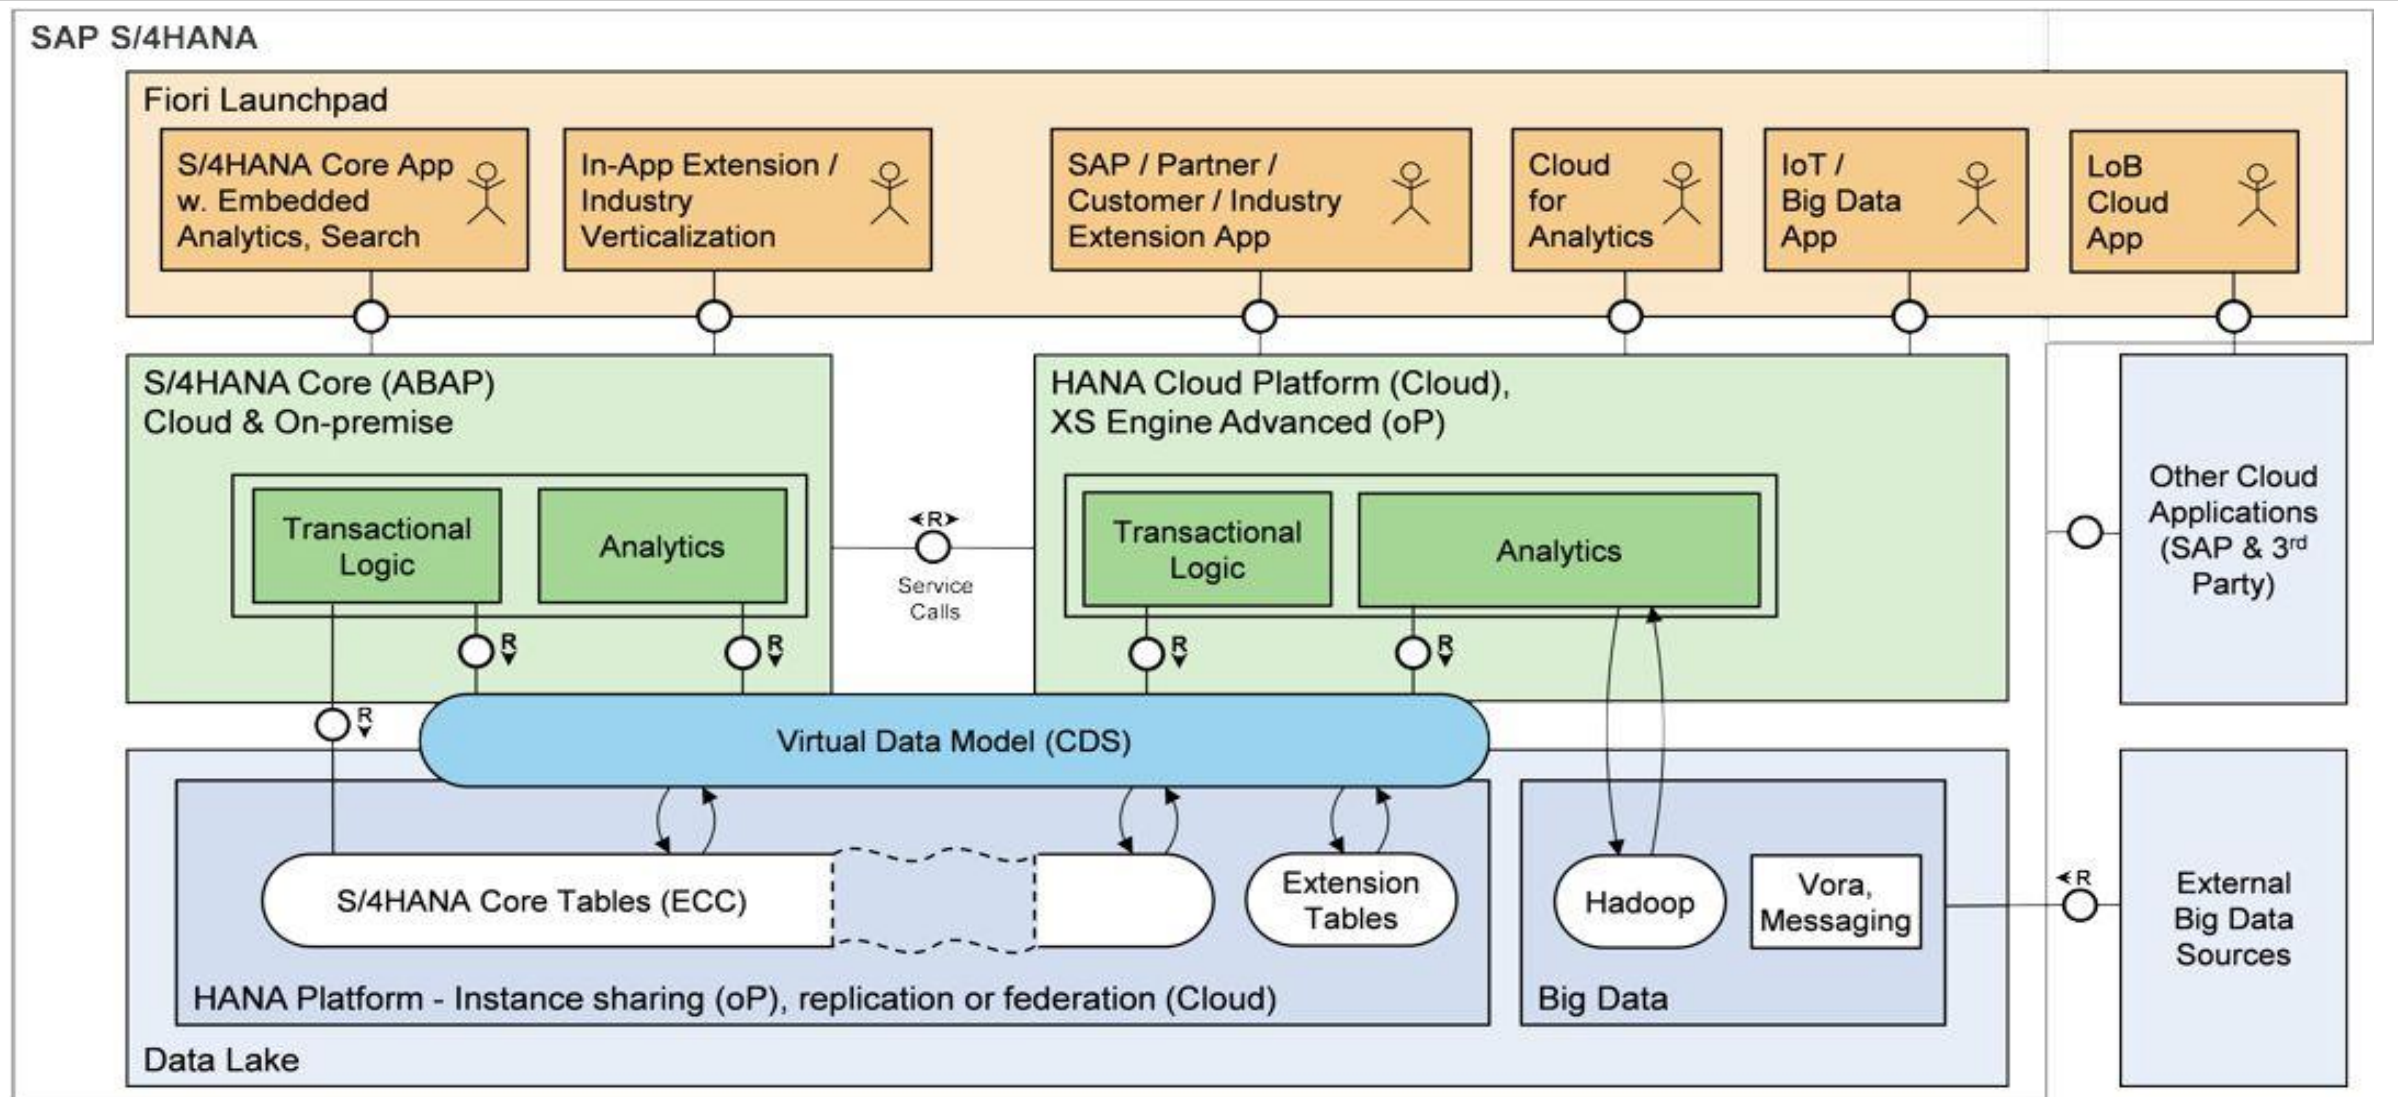 SAP S/4HANA
Fiori Launchpad
S/4HANA Core App
w. Embedded
Analytics, Search
In-App Extension /
Industry
Verticalization
SAP / Partner /
Customer / Industry
Extension App
Cloud
for
Analytics
IoT /
Big Data
App
LoB
Cloud
App
S/4HANA Core (ABAP)
Cloud & On-premise
Transactional
Logic
Analytics
R
R
R
R
Service
Calls
HANA Cloud Platform (Cloud),
XS Engine Advanced (oP)
Transactional
Logic
Analytics
R
R
Other Cloud
Applications
(SAP & 3rd
Party)
Virtual Data Model (CDS)
S/4HANA Core Tables (ECC)
Extension
Tables
HANA Platform - Instance sharing (oP), replication or federation (Cloud)
Hadoop
Vora,
Messaging
Big Data
Data Lake
R
External
Big Data
Sources